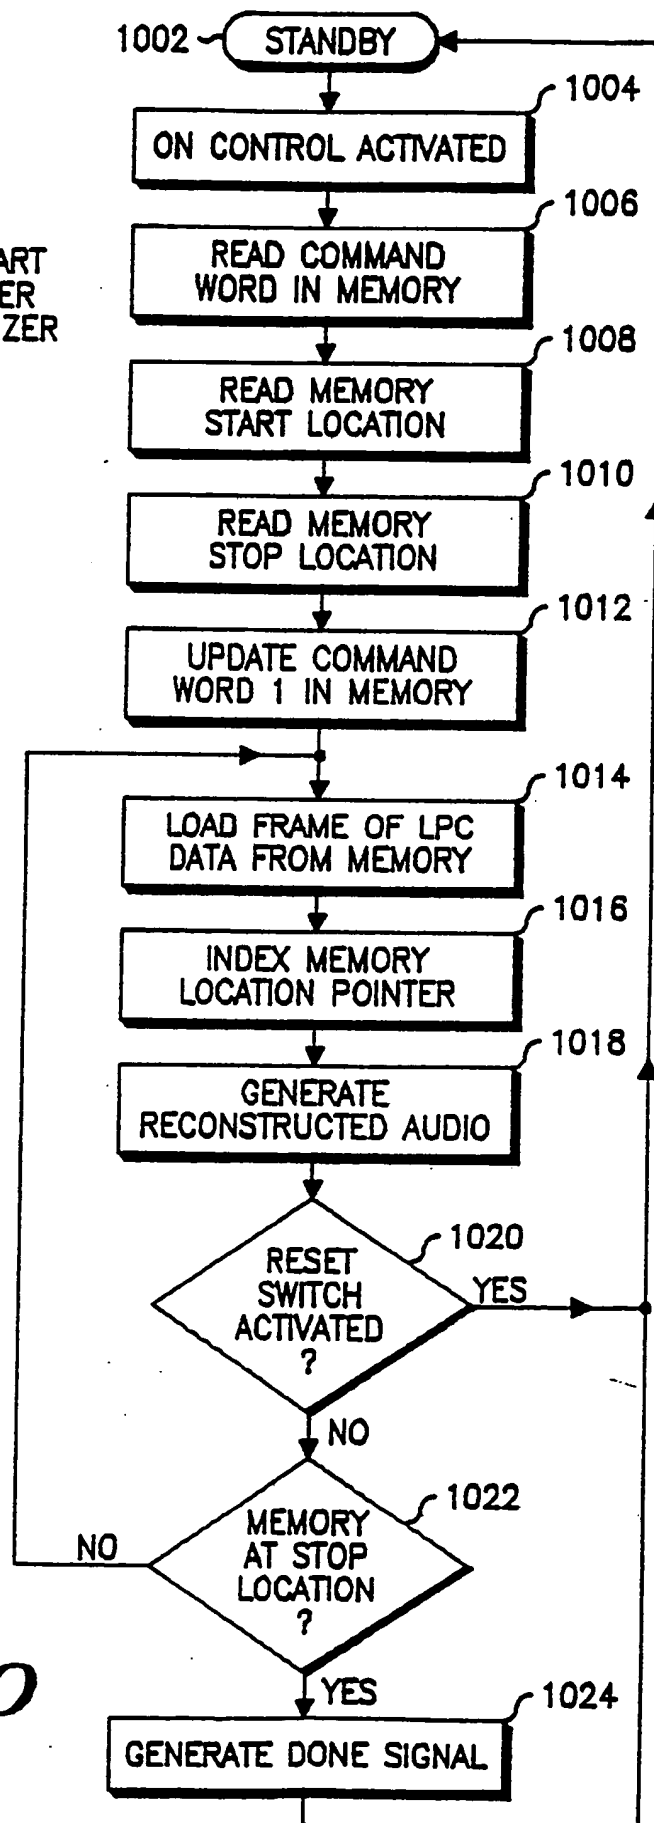 1002
STANDBY
1004
ON CONTROL ACTIVATED
1006
READ COMMAND
WORD IN MEMORY
ART
ER
ZER
1008
READ MEMORY
START LOCATION
1010
READ MEMORY
STOP LOCATION
1012
UPDATE COMMAND
WORD 1 IN MEMORY
1014
LOAD FRAME OF LPC
DATA FROM MEMORY
1016
INDEX MEMORY
LOCATION POINTER
1018
GENERATE
RECONSTRUCTED AUDIO
1020
RESET
SWITCH
ACTIVATED
?
YES
NO
1022
MEMORY
AT STOP
LOCATION
?
NO
YES
1024
GENERATE DONE SIGNAL